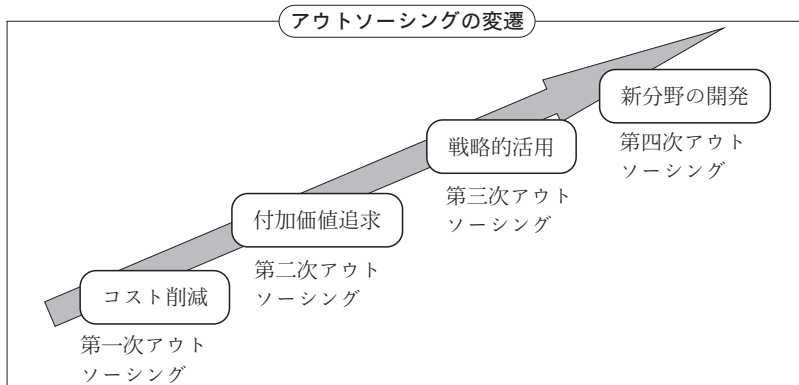 アウトソーシングの変遷
コスト削減
第一次アウト
ソーシング
付加価値追求
第二次アウト
ソーシング
戦略的活用
第三次アウト
ソーシング
新分野の開発
第四次アウト
ソーシング